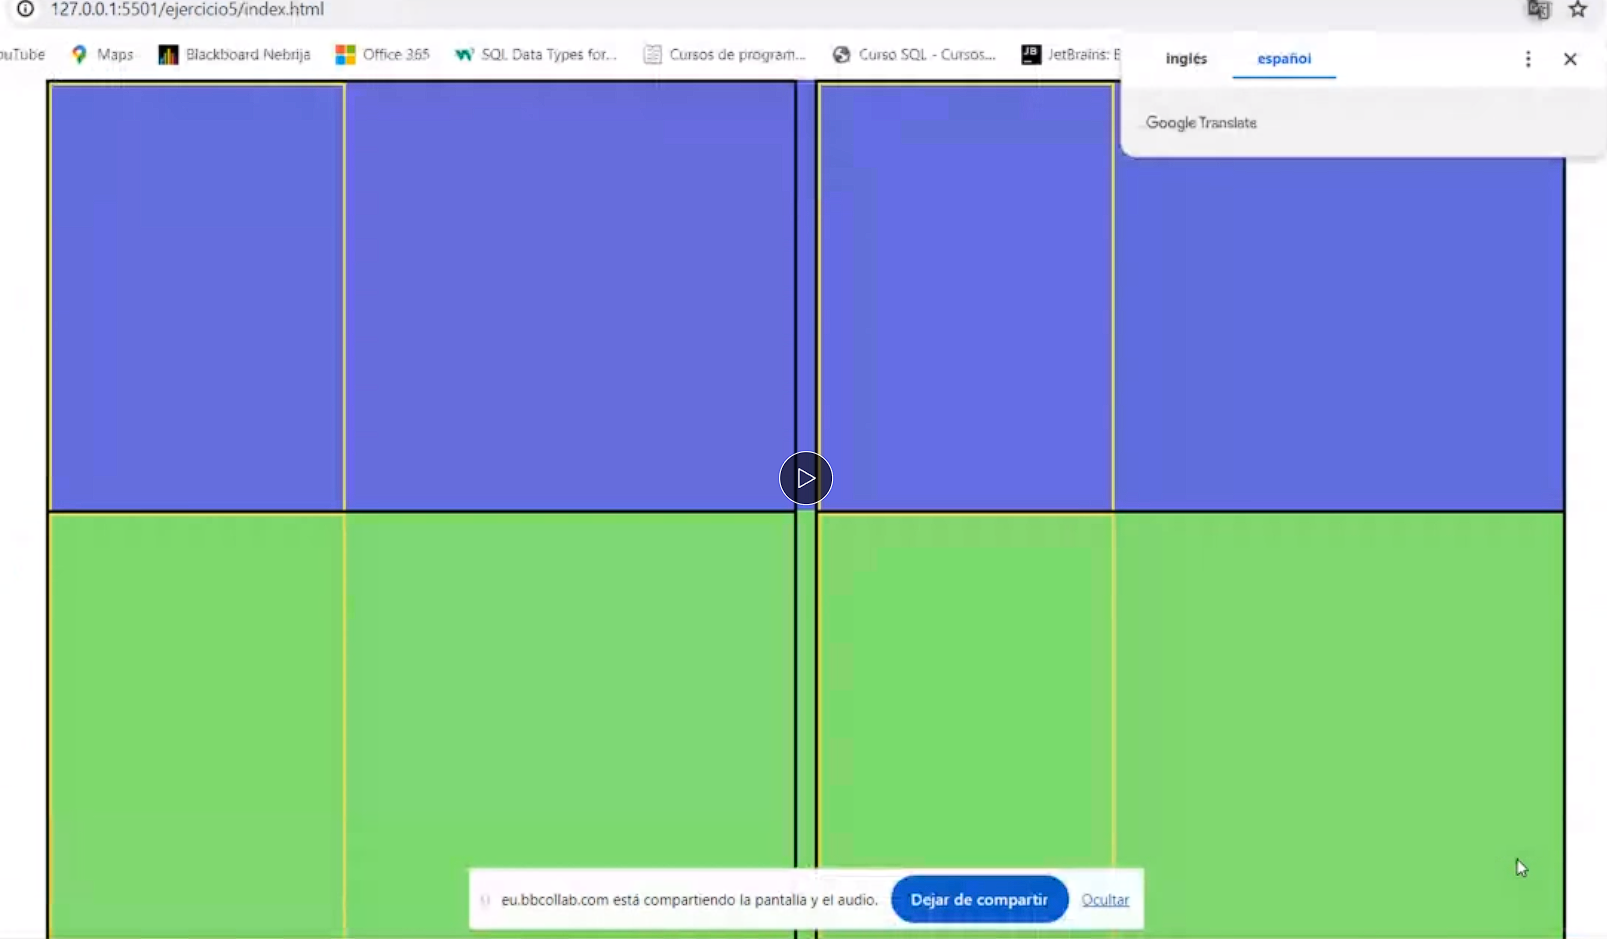 127.0.0.1:5501/ejercicio5/index.html
ouTube Maps Blackboard Nebrija Office 365 SQL Data Types for... Cursos de program... Curso SQL - Cursos... JB JetBrains: E
inglés español
Google Translate
eu.bbcollab.com está compartiendo la pantalla y el audio. Dejar de compartir Ocultar